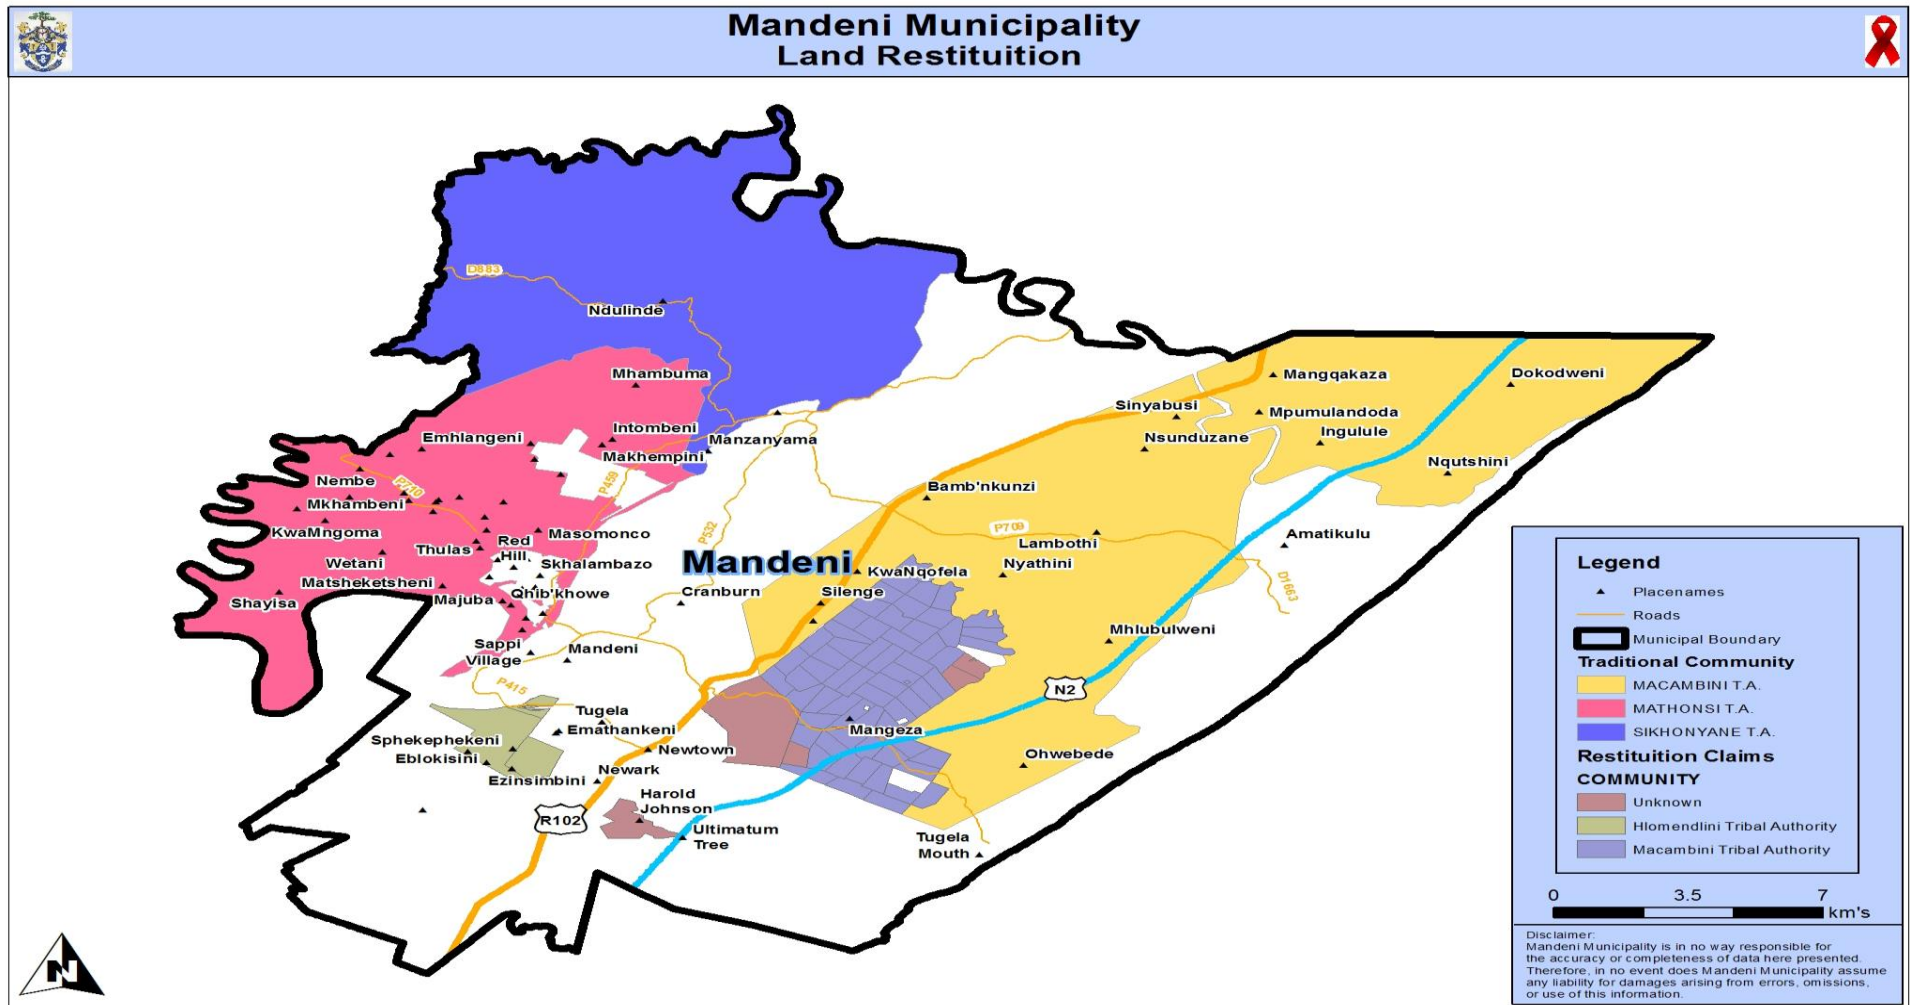 Mandeni Municipality
Land Restituition
D883
Ndulinde
Mhambuma
Intombeni
Emhlangeni
Manzanyama
Makhempini
P459
Nembe
P710
Mkhambeni
KwaMngoma
Masomonco
Red
Hill
Thulas
Wetani
Skhalambazo
Matsheketsheni
Qhib'khowe
Majuba
Shayisa
Sappi
Village
Mandeni
P415
P532
Mandeni
Cranburn
Silenge
KwaNqofela
Bamb'nkunzi
P709
Lambothi
Nyathini
Sinyabusi
Nsunduzane
Mangqakaza
Mpumulandoda
Ingulule
Dokodweni
Nqutshini
Amatikulu
D1663
Mhlubulweni
N2
Mangeza
Ohwebede
Tugela
Emathankeni
Sphekephekeni
Eblokisini
Ezinsimbini
Newtown
Newark
Harold
Johnson
R102
Ultimatum
Tree
Tugela
Mouth
Legend
Placenames
Roads
Municipal Boundary
Traditional Community
MACAMBINI T.A.
MATHONSI T.A.
SIKHONYANE T.A.
Restituition Claims
COMMUNITY
Unknown
Hlomendlini Tribal Authority
Macambini Tribal Authority
0 3.5 7
km's
Disclaimer:
Mandeni Municipality is in no way responsible for
the accuracy or completeness of data here presented.
Therefore, in no event does Mandeni Municipality assume
any liability for damages arising from errors, omissions,
or use of this information.
N